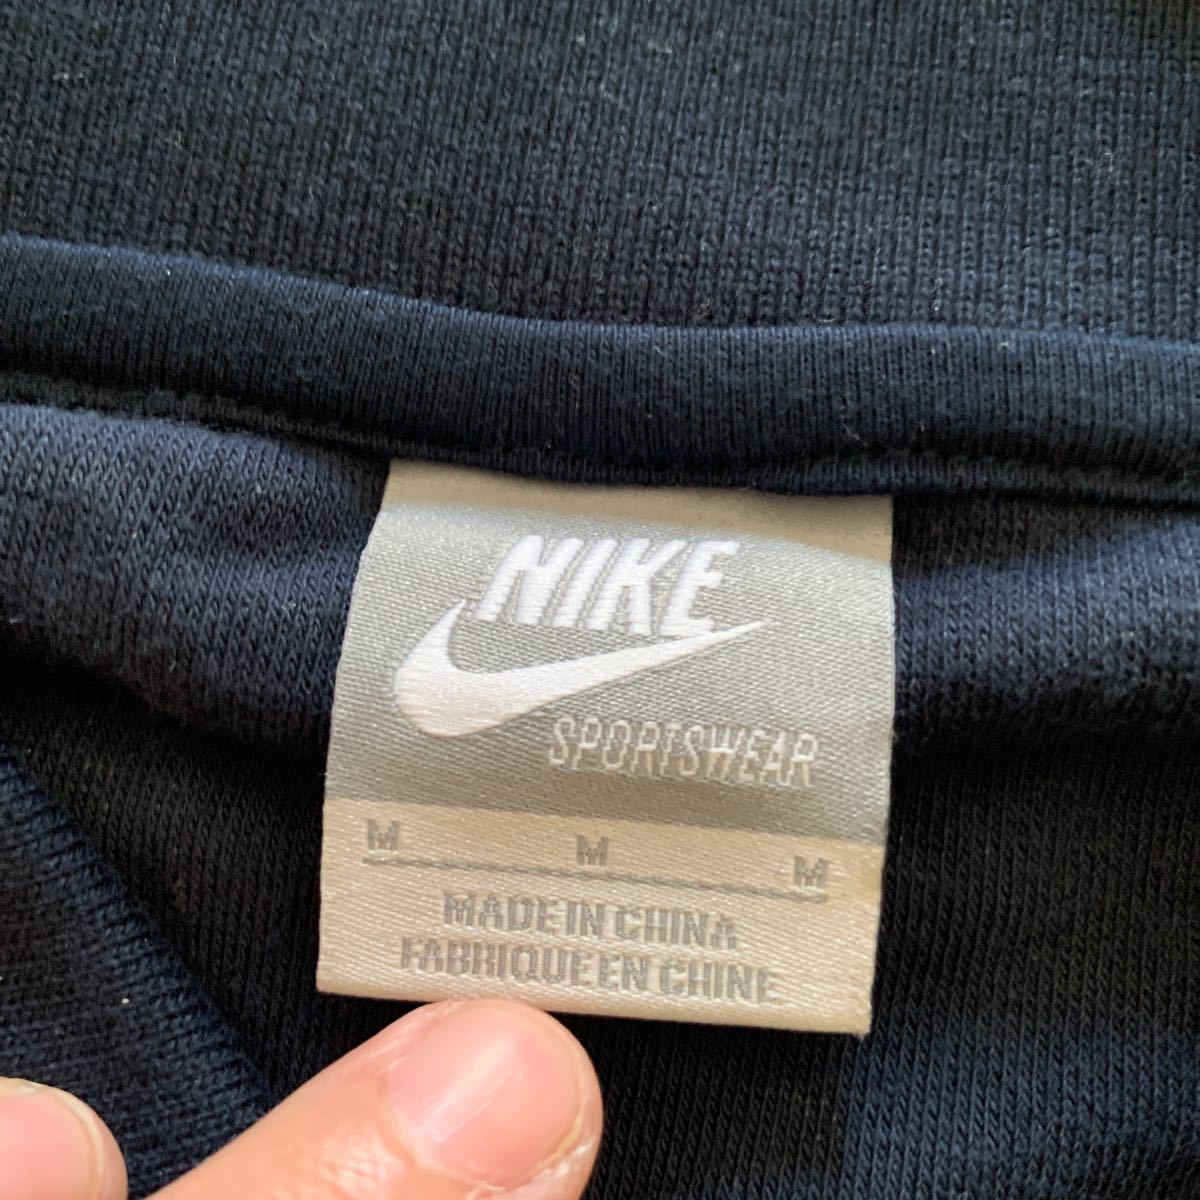 NIKE
SPORTSWEAR
M M M
MADE IN CHINA
FABRIQUE EN CHINE